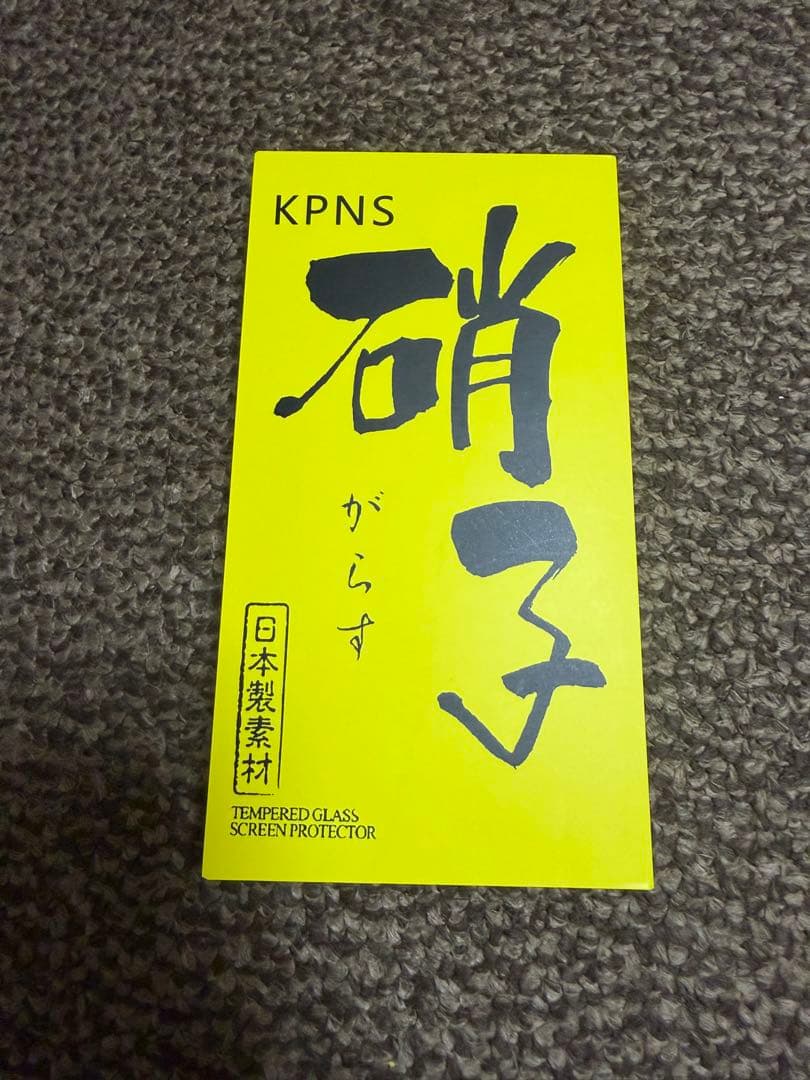 KPNS
硝子
がらす
日本製素材
TEMPERED GLASS
SCREEN PROTECTOR